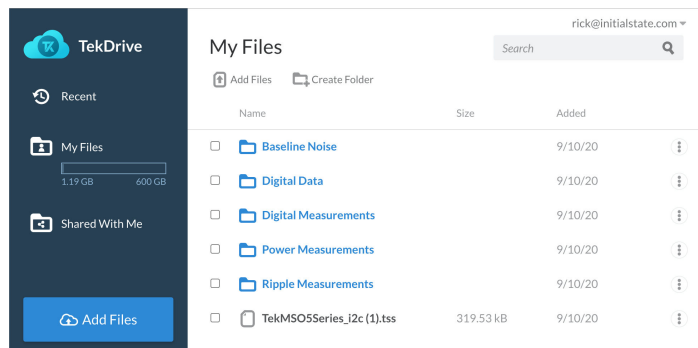 rick@initialstate.com
TekDrive
My Files
Search
Add Files Create Folder
Recent
Name Size Added
My Files
1.19 GB 600 GB
Baseline Noise 9/10/20
Digital Data 9/10/20
Shared With Me
Digital Measurements 9/10/20
Power Measurements 9/10/20
Ripple Measurements 9/10/20
Add Files
TekMSO5Series_i2c (1).tss 319.53 kB 9/10/20